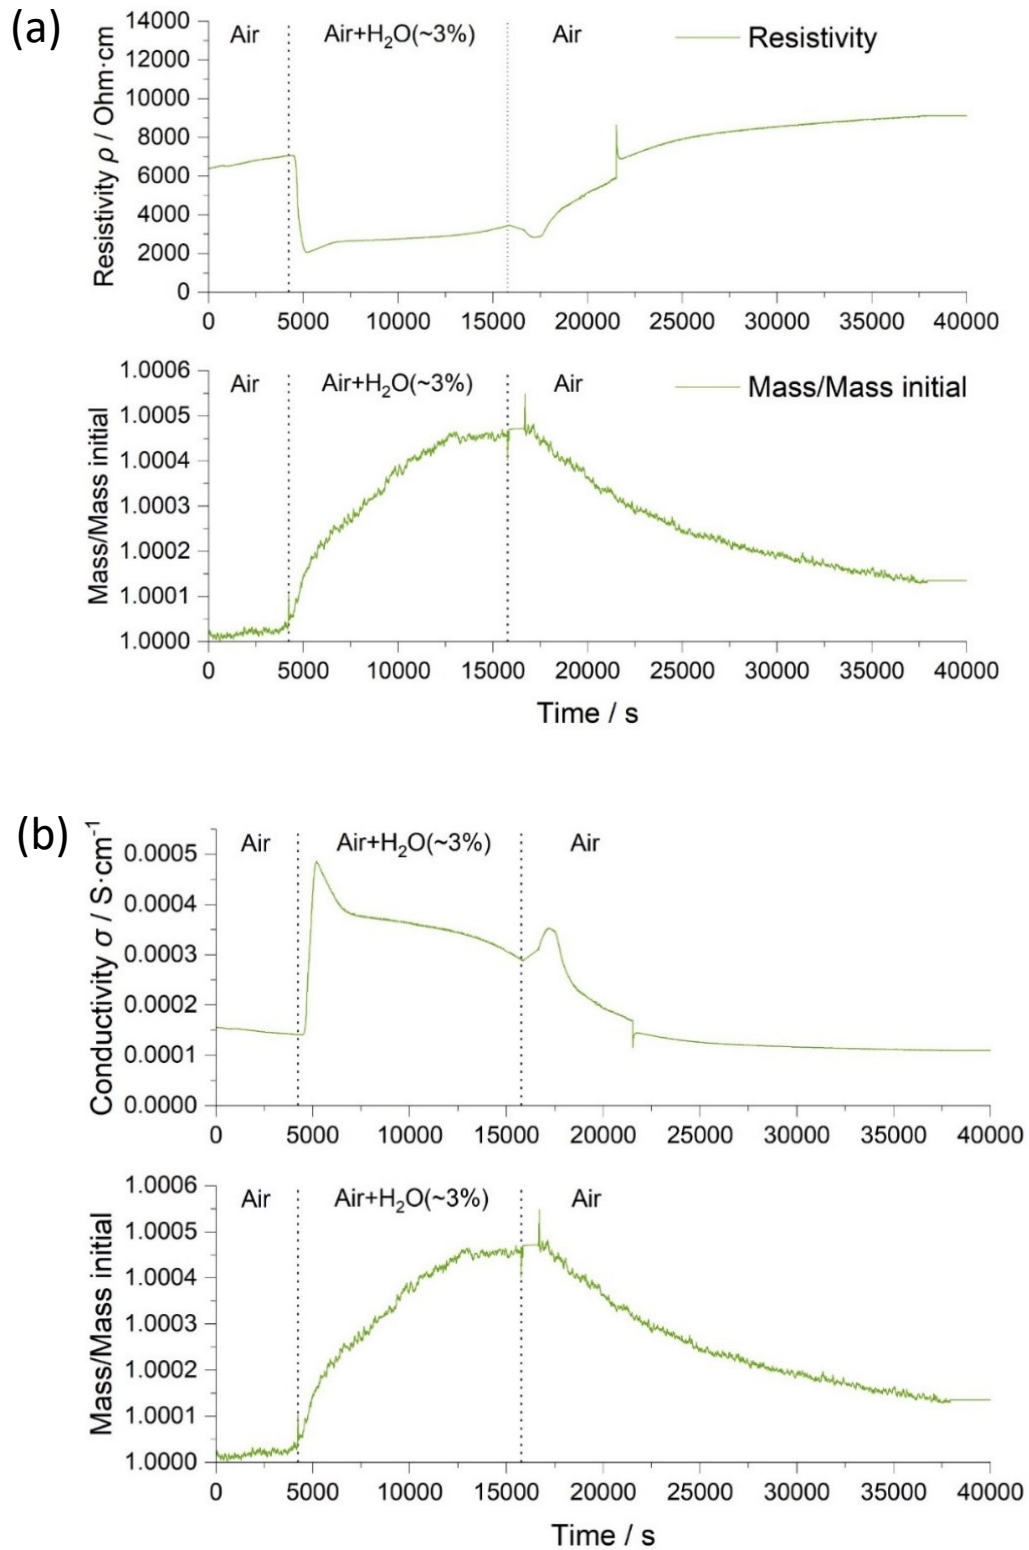 (a)
Resistivity ρ / Ohm·cm
14000
12000
10000
8000
6000
4000
2000
0
Air
Air+H₂O(~3%)
Air
Resistivity
0 5000 10000 15000 20000 25000 30000 35000 40000
Mass/Mass initial
1.0006
1.0005
1.0004
1.0003
1.0002
1.0001
1.0000
Air
Air+H₂O(~3%)
Air
Mass/Mass initial
0 5000 10000 15000 20000 25000 30000 35000 40000
Time / s
(b)
Conductivity σ / S·cm⁻¹
0.0005
0.0004
0.0003
0.0002
0.0001
0.0000
Air
Air+H₂O(~3%)
Air
0 5000 10000 15000 20000 25000 30000 35000 40000
Mass/Mass initial
1.0006
1.0005
1.0004
1.0003
1.0002
1.0001
1.0000
Air
Air+H₂O(~3%)
Air
0 5000 10000 15000 20000 25000 30000 35000 40000
Time / s